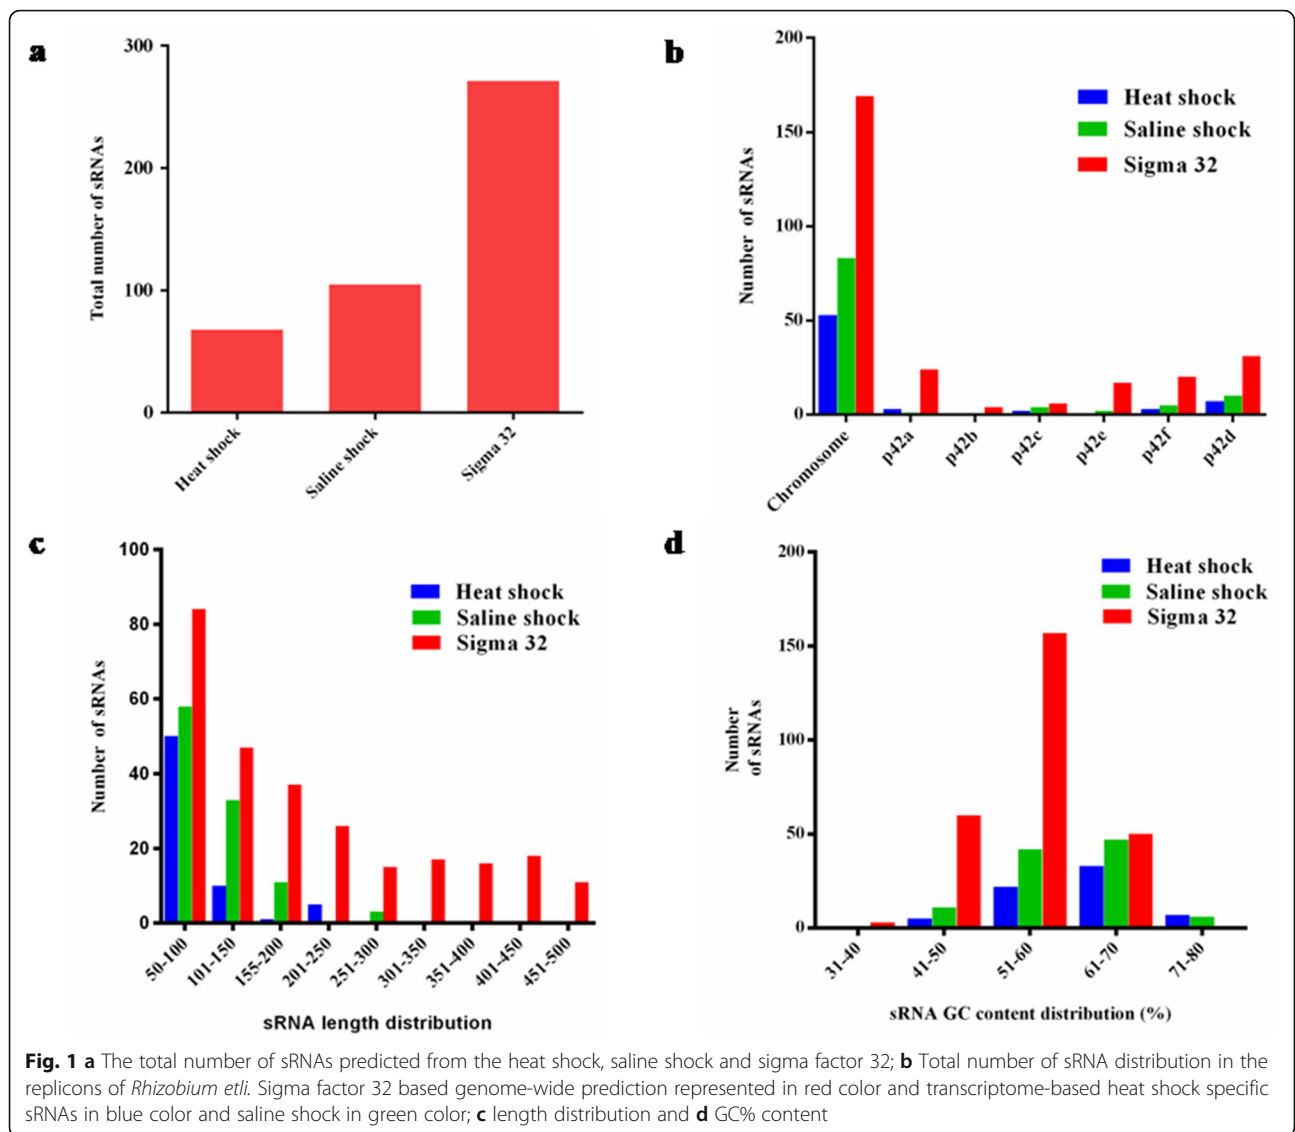 a
300
200
100
0
Total number of sRNAs
Heat shock
Saline shock
Sigma 32
b
200
150
100
50
0
Number of sRNAs
Heat shock
Saline shock
Sigma 32
Chromosome
p42a
p42b
p42c
p42e
p42f
p42d
c
100
80
60
40
20
0
Number of sRNAs
Heat shock
Saline shock
Sigma 32
50-100
101-150
155-200
201-250
251-300
301-350
351-400
401-450
451-500
sRNA length distribution
d
200
150
100
50
0
Number
of sRNAs
Heat shock
Saline shock
Sigma 32
31-40
41-50
51-60
61-70
71-80
sRNA GC content distribution (%)
Fig. 1 a The total number of sRNAs predicted from the heat shock, saline shock and sigma factor 32; b Total number of sRNA distribution in the
replicons of Rhizobium etli. Sigma factor 32 based genome-wide prediction represented in red color and transcriptome-based heat shock specific
sRNAs in blue color and saline shock in green color; c length distribution and d GC% content